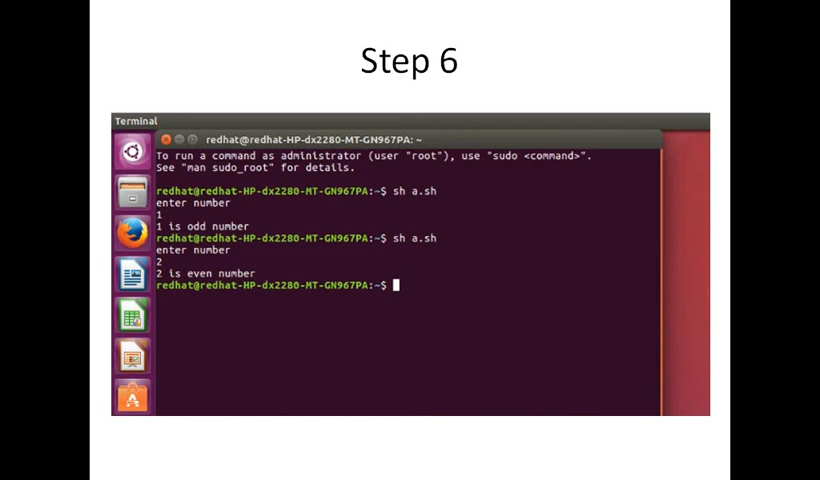 Step 6
Terminal
redhat@redhat-HP-dx2280-MT-GN967PA: ~
To run a command as administrator (user "root"), use "sudo <command>".
See "man sudo_root" for details.
redhat@redhat-HP-dx2280-MT-GN967PA:~$ sh a.sh
enter number
1
1 is odd number
redhat@redhat-HP-dx2280-MT-GN967PA:~$ sh a.sh
enter number
2
2 is even number
redhat@redhat-HP-dx2280-MT-GN967PA:~$